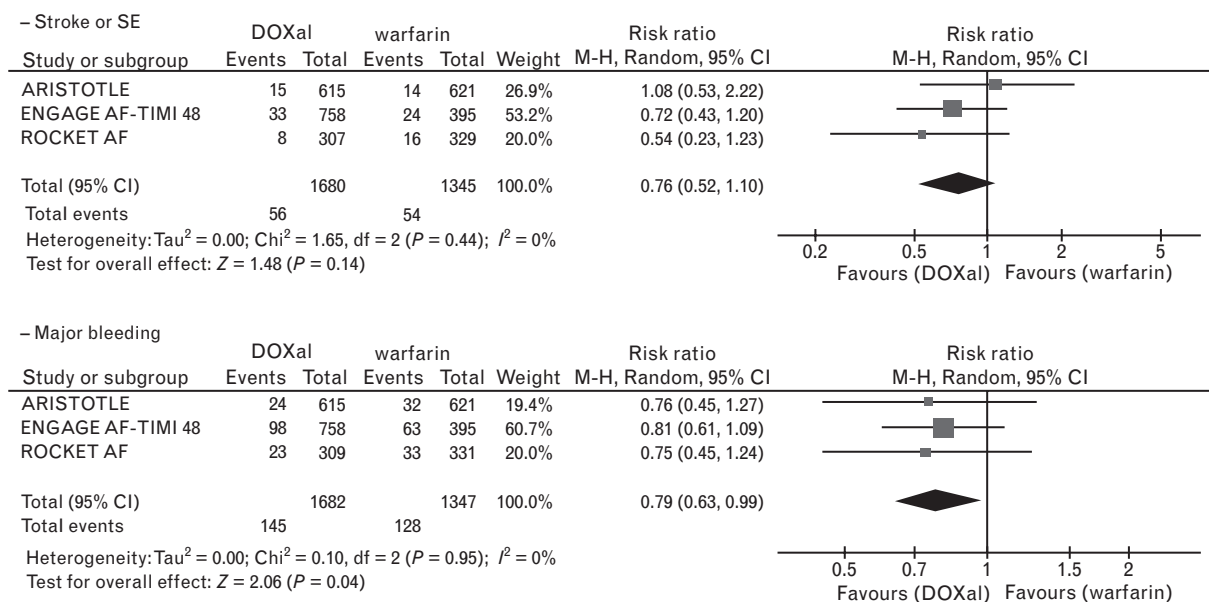 – Stroke or SE
DOXal warfarin Risk ratio Risk ratio
Study or subgroup Events Total Events Total Weight M-H, Random, 95% CI M-H, Random, 95% CI
ARISTOTLE 15 615 14 621 26.9% 1.08 (0.53, 2.22)
ENGAGE AF-TIMI 48 33 758 24 395 53.2% 0.72 (0.43, 1.20)
ROCKET AF 8 307 16 329 20.0% 0.54 (0.23, 1.23)
Total (95% CI) 1680 1345 100.0% 0.76 (0.52, 1.10)
Total events 56 54
Heterogeneity: Tau² = 0.00; Chi² = 1.65, df = 2 (P = 0.44); I² = 0%
Test for overall effect: Z = 1.48 (P = 0.14)
0.2 0.5 1 2 5
Favours (DOXal) Favours (warfarin)
– Major bleeding
DOXal warfarin Risk ratio Risk ratio
Study or subgroup Events Total Events Total Weight M-H, Random, 95% CI M-H, Random, 95% CI
ARISTOTLE 24 615 32 621 19.4% 0.76 (0.45, 1.27)
ENGAGE AF-TIMI 48 98 758 63 395 60.7% 0.81 (0.61, 1.09)
ROCKET AF 23 309 33 331 20.0% 0.75 (0.45, 1.24)
Total (95% CI) 1682 1347 100.0% 0.79 (0.63, 0.99)
Total events 145 128
Heterogeneity: Tau² = 0.00; Chi² = 0.10, df = 2 (P = 0.95); I² = 0%
Test for overall effect: Z = 2.06 (P = 0.04)
0.5 0.7 1 1.5 2
Favours (DOXal) Favours (warfarin)